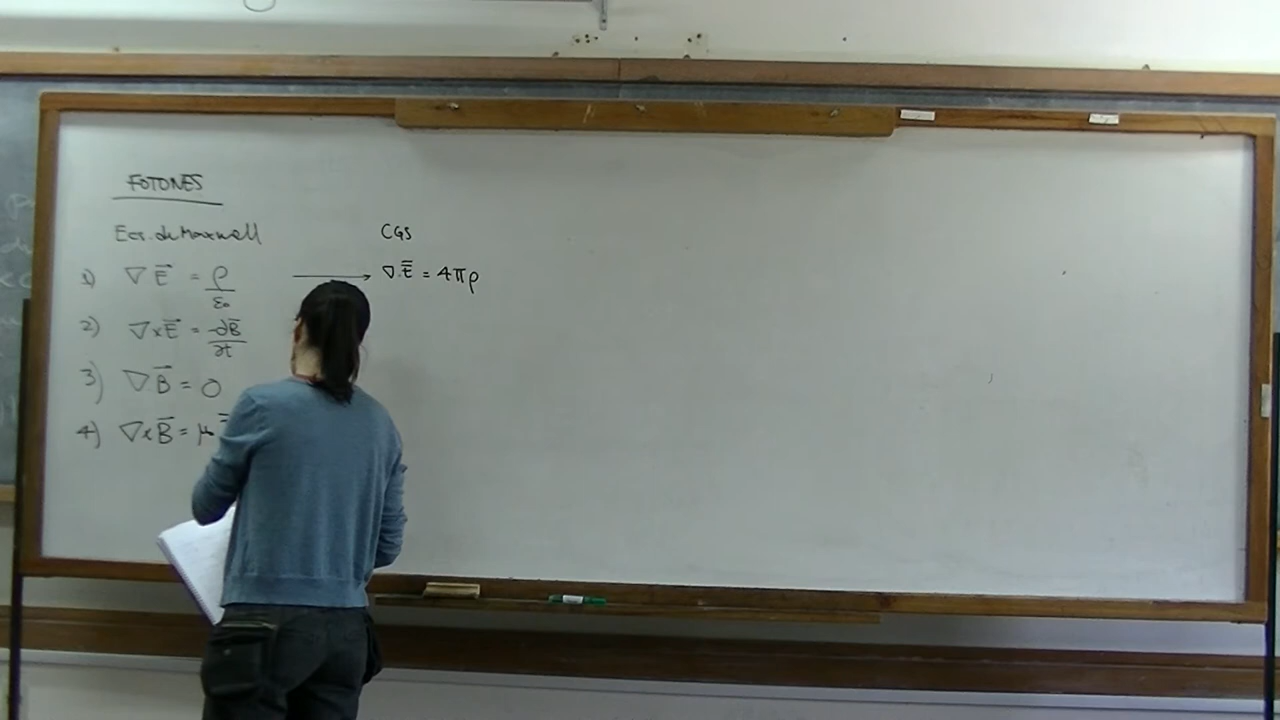 FOTONES
Ecs. de Maxwell
CGS
1) ∇ E⃗ = ρ/ε₀ → ∇ E̅ = 4πρ
2) ∇×E̅ = -∂B̅/∂t
3) ∇ B̅ = 0
4) ∇×B̅ = μ